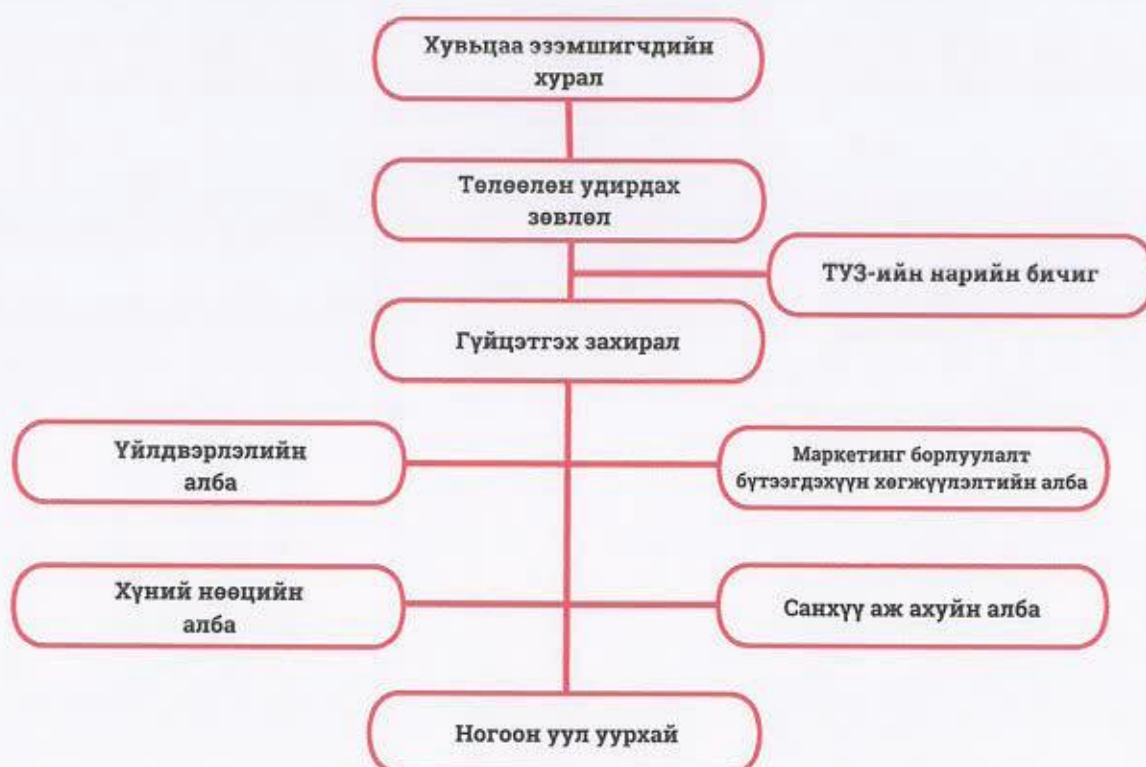 Хувьцаа эзэмшигчдийн
хурал
Төлөөлөн удирдах
зөвлөл
ТУЗ-ийн нарийн бичиг
Гүйцэтгэх захирал
Үйлдвэрлэлийн
алба
Маркетинг борлуулалт
бүтээгдэхүүн хөгжүүлэлтийн алба
Хүний нөөцийн
алба
Санхүү аж ахуйн алба
Ногоон уул уурхай